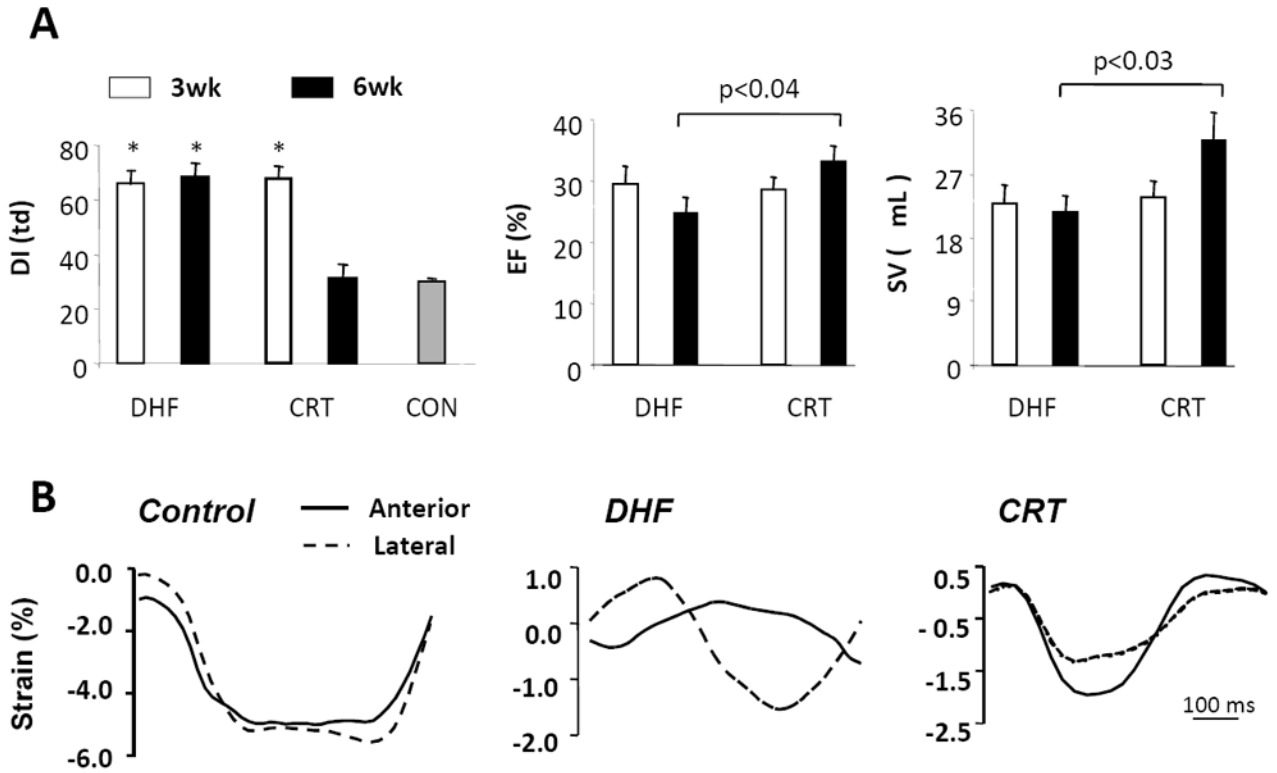 A
3wk
6wk
DI (td)
80
60
40
20
0
*
*
*
DHF
CRT
CON
EF (%)
40
30
20
10
0
p<0.04
DHF
CRT
SV ( mL )
36
27
18
9
0
p<0.03
DHF
CRT
B
Control
Anterior
Lateral
Strain (%)
0.0
-2.0
-4.0
-6.0
DHF
1.0
0.0
-1.0
-2.0
CRT
0.5
- 0.5
-1.5
-2.5
100 ms